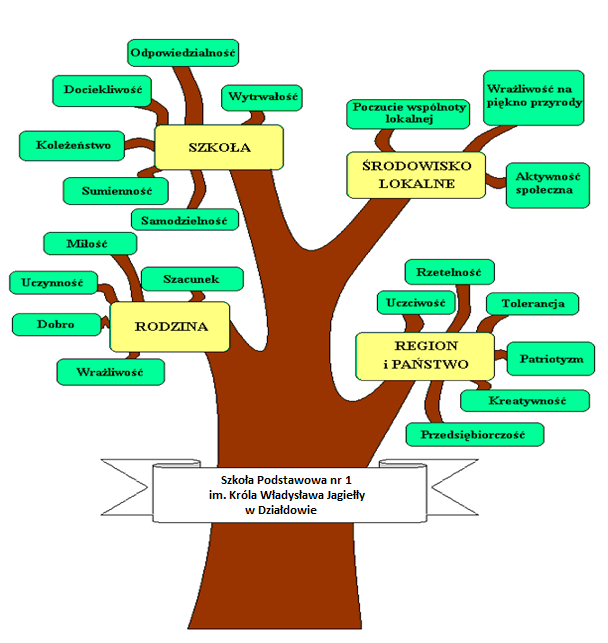 Odpowiedzialność
Dociekliwość
Wytrwałość
Koleżeństwo
SZKOŁA
Sumienność
Samodzielność
Poczucie wspólnoty
lokalnej
Wrażliwość na
piękno przyrody
ŚRODOWISKO
LOKALNE
Aktywność
społeczna
Miłość
Uczynność
Szacunek
Dobro
RODZINA
Wrażliwość
Rzetelność
Uczciwość
Tolerancja
REGION
i PAŃSTWO
Patriotyzm
Kreatywność
Przedsiębiorczość
Szkoła Podstawowa nr 1
im. Króla Władysława Jagiełły
w Działdowie